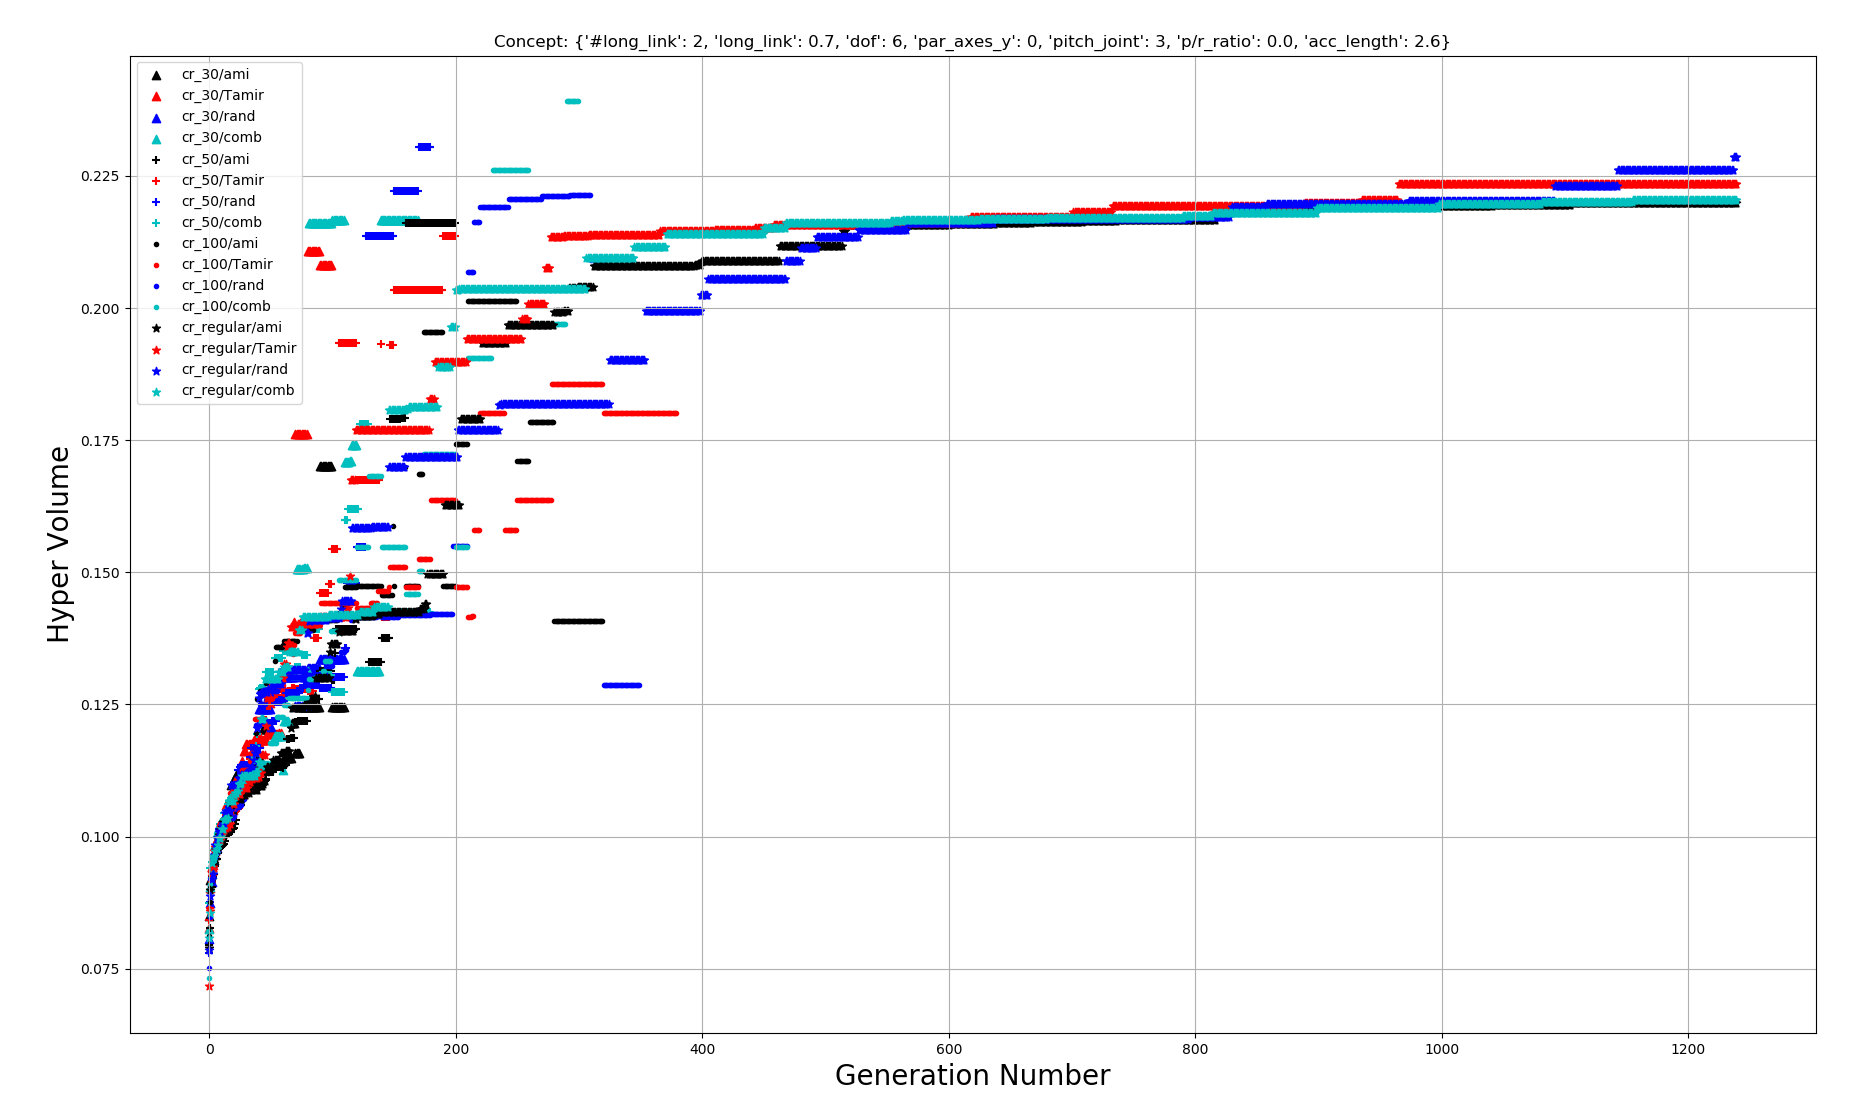 Concept: {'#long_link': 2, 'long_link': 0.7, 'dof': 6, 'par_axes_y': 0, 'pitch_joint': 3, 'p/r_ratio': 0.0, 'acc_length': 2.6}
cr_30/ami
cr_30/Tamir
cr_30/rand
cr_30/comb
cr_50/ami
cr_50/Tamir
cr_50/rand
cr_50/comb
cr_100/ami
cr_100/Tamir
cr_100/rand
cr_100/comb
cr_regular/ami
cr_regular/Tamir
cr_regular/rand
cr_regular/comb
Hyper Volume
0.225
0.200
0.175
0.150
0.125
0.100
0.075
0 200 400 600 800 1000 1200
Generation Number